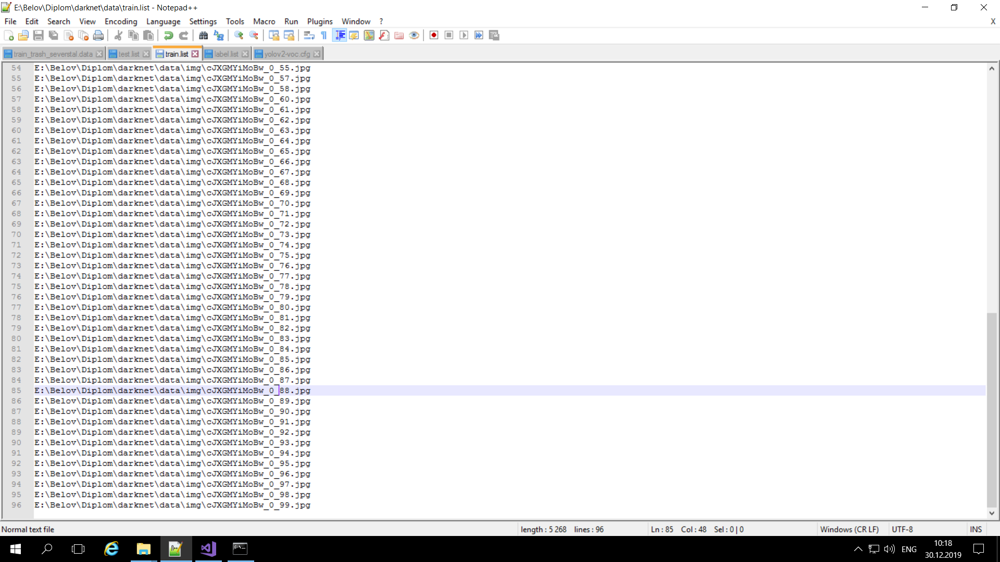 E:\Belov\Diplom\darknet\data\train.list - Notepad++
File Edit Search View Encoding Language Settings Tools Macro Run Plugins Window ? X
train_trash_severstal.data test.list train.list label.list yolov2-voc.cfg
54 E:\Belov\Diplom\darknet\data\img\cJXGMYiMoBw_0_55.jpg
55 E:\Belov\Diplom\darknet\data\img\cJXGMYiMoBw_0_57.jpg
56 E:\Belov\Diplom\darknet\data\img\cJXGMYiMoBw_0_58.jpg
57 E:\Belov\Diplom\darknet\data\img\cJXGMYiMoBw_0_60.jpg
58 E:\Belov\Diplom\darknet\data\img\cJXGMYiMoBw_0_61.jpg
59 E:\Belov\Diplom\darknet\data\img\cJXGMYiMoBw_0_62.jpg
60 E:\Belov\Diplom\darknet\data\img\cJXGMYiMoBw_0_63.jpg
61 E:\Belov\Diplom\darknet\data\img\cJXGMYiMoBw_0_64.jpg
62 E:\Belov\Diplom\darknet\data\img\cJXGMYiMoBw_0_65.jpg
63 E:\Belov\Diplom\darknet\data\img\cJXGMYiMoBw_0_66.jpg
64 E:\Belov\Diplom\darknet\data\img\cJXGMYiMoBw_0_67.jpg
65 E:\Belov\Diplom\darknet\data\img\cJXGMYiMoBw_0_68.jpg
66 E:\Belov\Diplom\darknet\data\img\cJXGMYiMoBw_0_69.jpg
67 E:\Belov\Diplom\darknet\data\img\cJXGMYiMoBw_0_70.jpg
68 E:\Belov\Diplom\darknet\data\img\cJXGMYiMoBw_0_71.jpg
69 E:\Belov\Diplom\darknet\data\img\cJXGMYiMoBw_0_72.jpg
70 E:\Belov\Diplom\darknet\data\img\cJXGMYiMoBw_0_73.jpg
71 E:\Belov\Diplom\darknet\data\img\cJXGMYiMoBw_0_74.jpg
72 E:\Belov\Diplom\darknet\data\img\cJXGMYiMoBw_0_75.jpg
73 E:\Belov\Diplom\darknet\data\img\cJXGMYiMoBw_0_76.jpg
74 E:\Belov\Diplom\darknet\data\img\cJXGMYiMoBw_0_77.jpg
75 E:\Belov\Diplom\darknet\data\img\cJXGMYiMoBw_0_78.jpg
76 E:\Belov\Diplom\darknet\data\img\cJXGMYiMoBw_0_79.jpg
77 E:\Belov\Diplom\darknet\data\img\cJXGMYiMoBw_0_80.jpg
78 E:\Belov\Diplom\darknet\data\img\cJXGMYiMoBw_0_81.jpg
79 E:\Belov\Diplom\darknet\data\img\cJXGMYiMoBw_0_82.jpg
80 E:\Belov\Diplom\darknet\data\img\cJXGMYiMoBw_0_83.jpg
81 E:\Belov\Diplom\darknet\data\img\cJXGMYiMoBw_0_84.jpg
82 E:\Belov\Diplom\darknet\data\img\cJXGMYiMoBw_0_85.jpg
83 E:\Belov\Diplom\darknet\data\img\cJXGMYiMoBw_0_86.jpg
84 E:\Belov\Diplom\darknet\data\img\cJXGMYiMoBw_0_87.jpg
85 E:\Belov\Diplom\darknet\data\img\cJXGMYiMoBw_0_88.jpg
86 E:\Belov\Diplom\darknet\data\img\cJXGMYiMoBw_0_89.jpg
87 E:\Belov\Diplom\darknet\data\img\cJXGMYiMoBw_0_90.jpg
88 E:\Belov\Diplom\darknet\data\img\cJXGMYiMoBw_0_91.jpg
89 E:\Belov\Diplom\darknet\data\img\cJXGMYiMoBw_0_92.jpg
90 E:\Belov\Diplom\darknet\data\img\cJXGMYiMoBw_0_93.jpg
91 E:\Belov\Diplom\darknet\data\img\cJXGMYiMoBw_0_94.jpg
92 E:\Belov\Diplom\darknet\data\img\cJXGMYiMoBw_0_95.jpg
93 E:\Belov\Diplom\darknet\data\img\cJXGMYiMoBw_0_96.jpg
94 E:\Belov\Diplom\darknet\data\img\cJXGMYiMoBw_0_97.jpg
95 E:\Belov\Diplom\darknet\data\img\cJXGMYiMoBw_0_98.jpg
96 E:\Belov\Diplom\darknet\data\img\cJXGMYiMoBw_0_99.jpg
Normal text file length : 5 268 lines : 96 Ln : 85 Col : 48 Sel : 0 | 0 Windows (CR LF) UTF-8 INS
ENG 10:18
30.12.2019